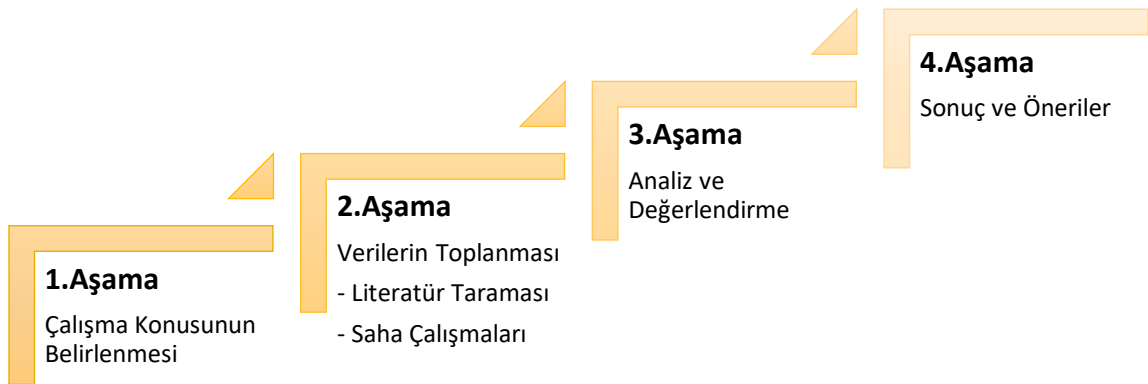 1.Aşama
Çalışma Konusunun
Belirlenmesi
2.Aşama
Verilerin Toplanması
- Literatür Taraması
- Saha Çalışmaları
3.Aşama
Analiz ve
Değerlendirme
4.Aşama
Sonuç ve Öneriler